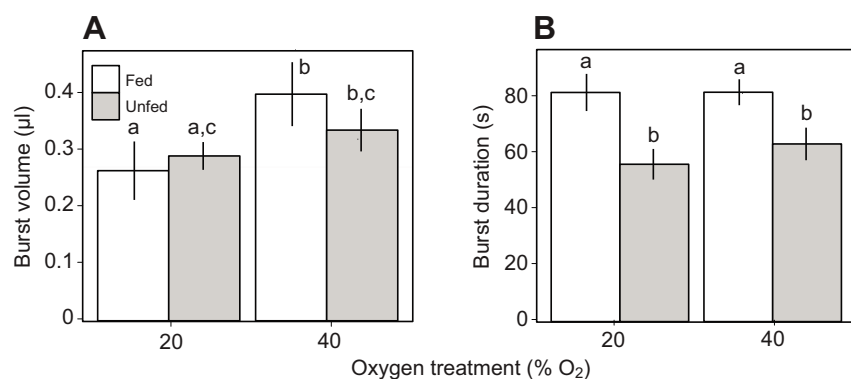 A
Burst volume (µl)
0.4
0.3
0.2
0.1
0
Fed
Unfed
a
a,c
b
b,c
20
40
B
Burst duration (s)
80
60
40
20
0
a
b
a
b
20
40
Oxygen treatment (% O₂)